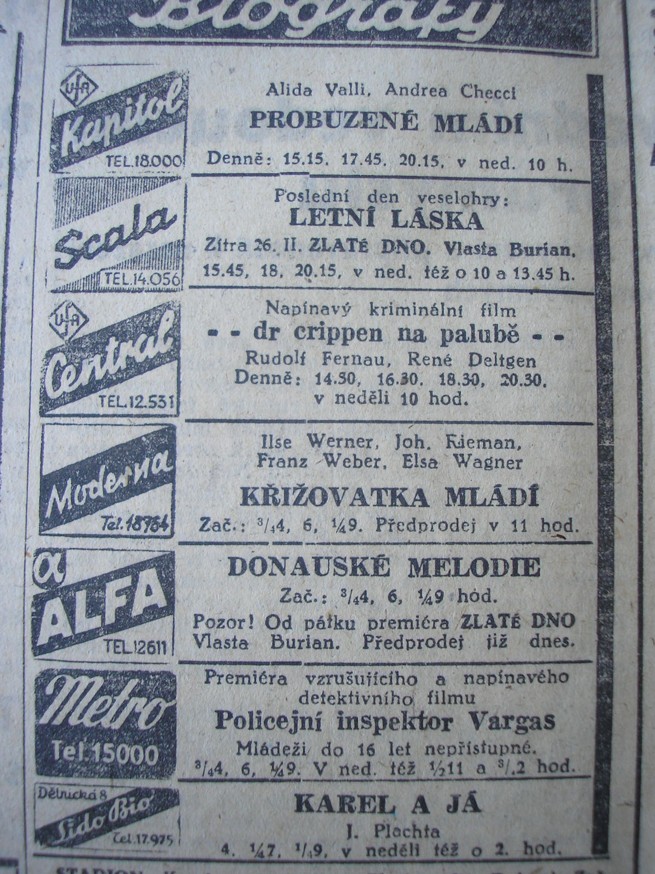 Biografy
UfA
Kapitol
TEL.18.000
Alida Valli, Andrea Checci
PROBUZENÉ MLÁDÍ
Denně: 15.15, 17.45, 20.15, v ned. 10 h.
Scala
TEL.14.056
Poslední den veselohry:
LETNÍ LÁSKA
Zítra 26. II. ZLATÉ DNO. Vlasta Burian.
15.45, 18, 20.15, v ned. též o 10 a 13.45 h.
UfA
Central
TEL.12.531
Napínavý kriminální film
- - dr crippen na palubě - -
Rudolf Fernau, René Deltgen
Denně: 14.30, 16.30. 18.30, 20.30.
v neděli 10 hod.
Moderna
Tel. 18764
Ilse Werner, Joh. Rieman,
Franz Weber, Elsa Wagner
KŘIŽOVATKA MLÁDÍ
Zač.: 3/44, 6, 1/49. Předprodej v 11 hod.
α
ALFA
TEL.12611
DONAUSKÉ MELODIE
Zač.: 3/44, 6, 1/49 hod.
Pozor! Od pátku premiéra ZLATÉ DNO
Vlasta Burian. Předprodej již dnes.
Metro
Tel.15000
Premiéra vzrušujícího a napínavého
detektivního filmu
Policejní inspektor Vargas
Mládeži do 16 let nepřístupné.
3/44, 6, 1/49. V ned. též 1/211 a 3/42 hod.
Dělnická 8
Lido Bio
Tel.17.975
KAREL A JÁ
J. Plachta
4, 1/47, 1/49, v neděli též o 2. hod.